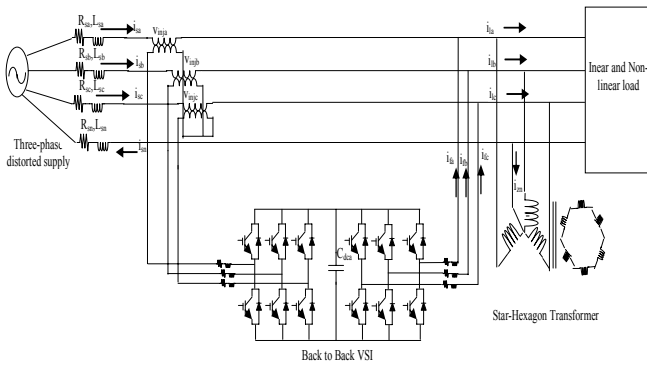 Rsa,Lsa
isa
vinja
ila
Rsb,Lsb
isb
vinjb
ilb
Rsc,Lsc
isc
vinjc
ilc
Inear and Non-
linear load
Three-phase
distorted supply
Rsn,Lsn
isn
ifa
ifb
ifc
izn
Cdca
Star-Hexagon Transformer
Back to Back VSI